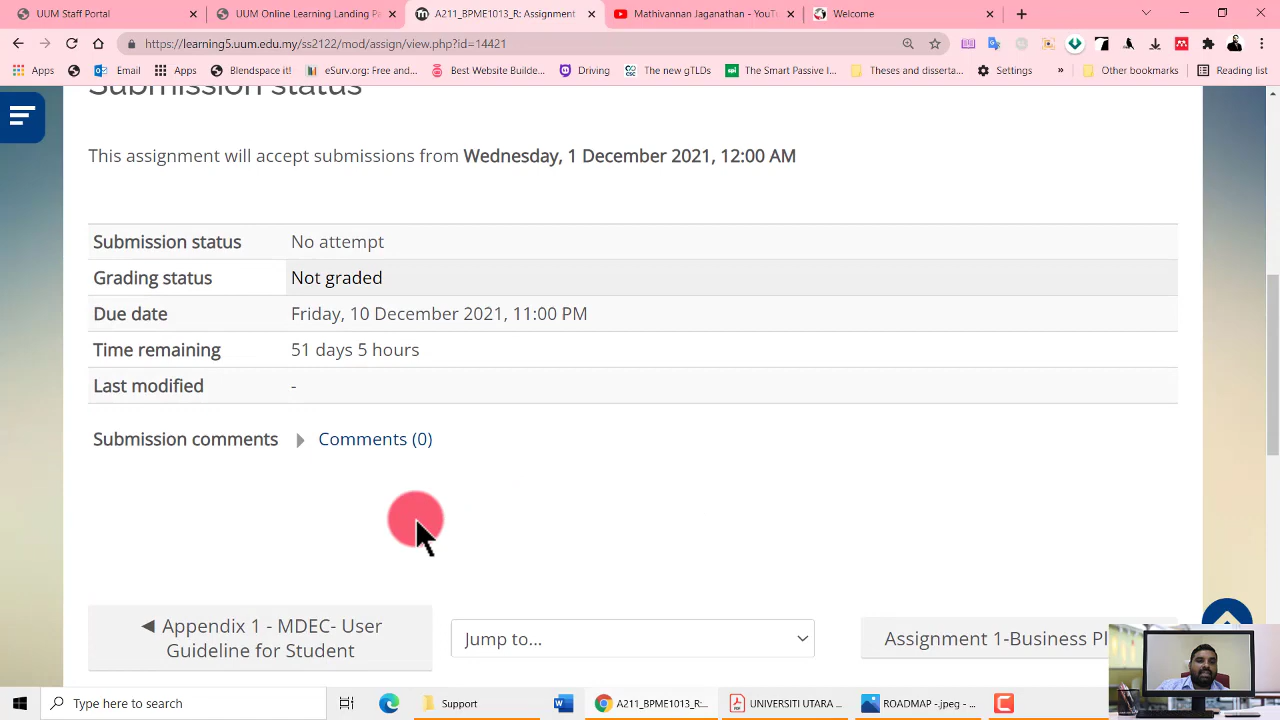 UUM Staff Portal
UUM Online Learning Landing Pa
A211_BPME1013_R: Assignment
Mathivannan Jaganathan - YouTu
Welcome
https://learning5.uum.edu.my/ss2122/mod/assign/view.php?id=
Apps
Email
Apps
Blendspace it!
eSurv.org: Free and...
Best Website Builde...
Driving
The new gTLDs
The Smart Passive I...
Theses and disserta...
Settings
»
Other bookmarks
Reading list
Submission status
This assignment will accept submissions from Wednesday, 1 December 2021, 12:00 AM
Submission status No attempt
Grading status Not graded
Due date Friday, 10 December 2021, 11:00 PM
Time remaining 51 days 5 hours
Last modified -
Submission comments Comments (0)
◄ Appendix 1 - MDEC- User
Guideline for Student
Jump to...
Assignment 1-Business Pl
Type here to search
A211_BPME1013_R:...
UNIVERSITI UTARA ...